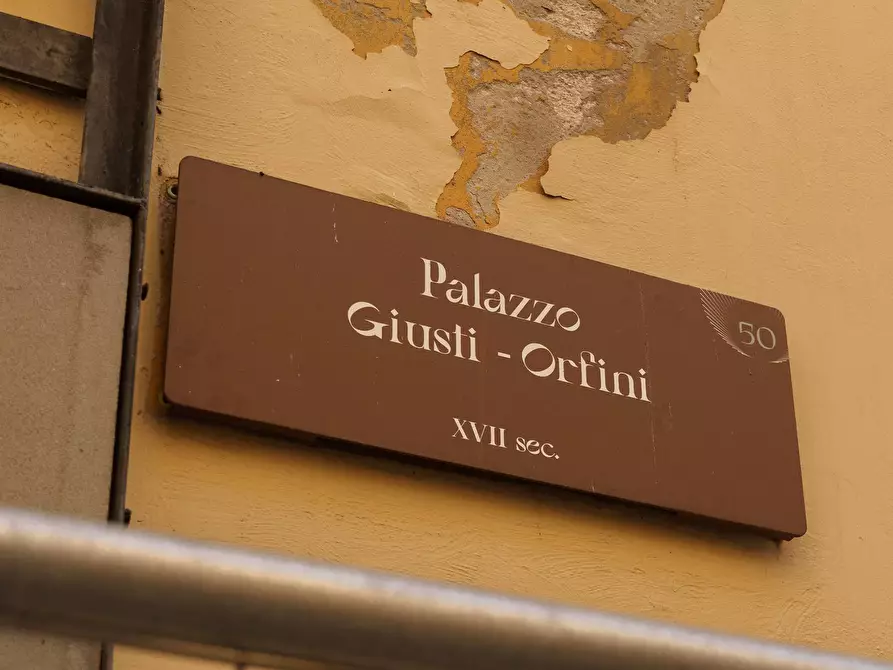 Palazzo
Giusti - Orfini
XVII sec.
50